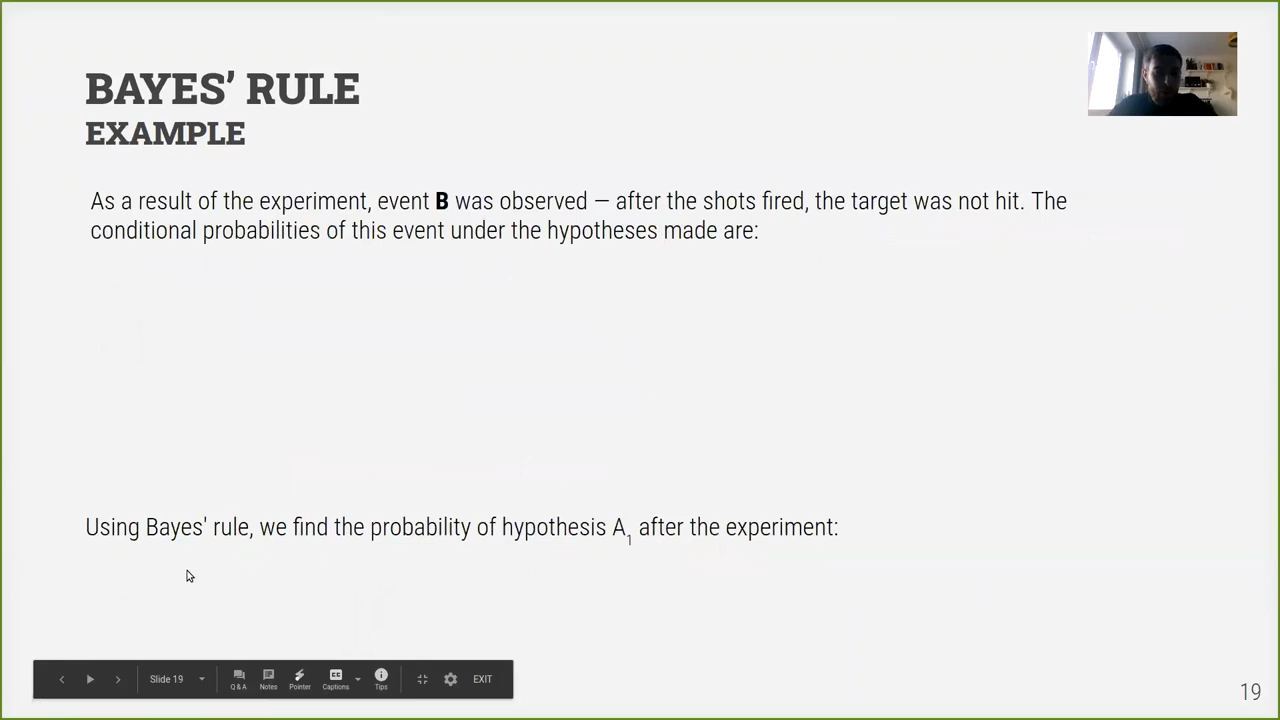 BAYES’ RULE
EXAMPLE
As a result of the experiment, event B was observed — after the shots fired, the target was not hit. The
conditional probabilities of this event under the hypotheses made are:
Using Bayes' rule, we find the probability of hypothesis A₁ after the experiment:
Slide 19
Q & A
Notes
Pointer
CC
Captions
Tips
EXIT
19